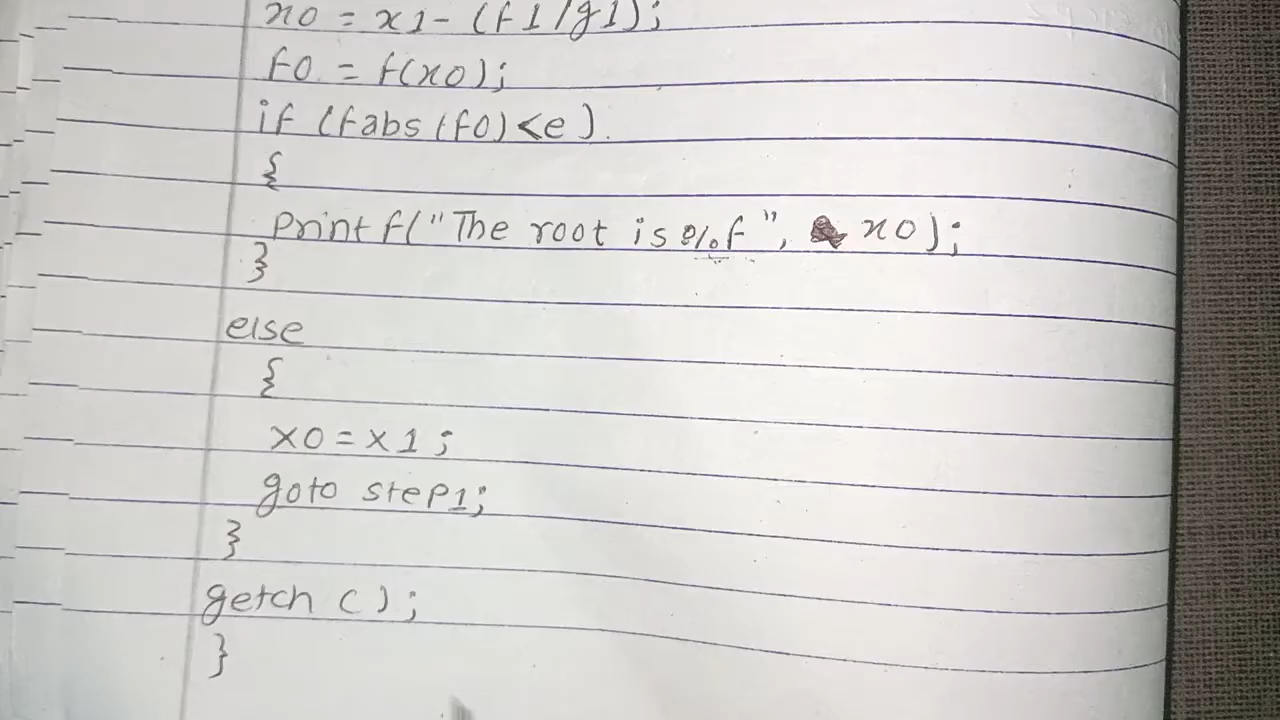 x0 = x1 - (f1/g1);
f0 = f(x0);
if (fabs(f0)<e).
{
printf("The root is %f", x0);
}
else
{
x0 = x1;
goto step1;
}
getch();
}